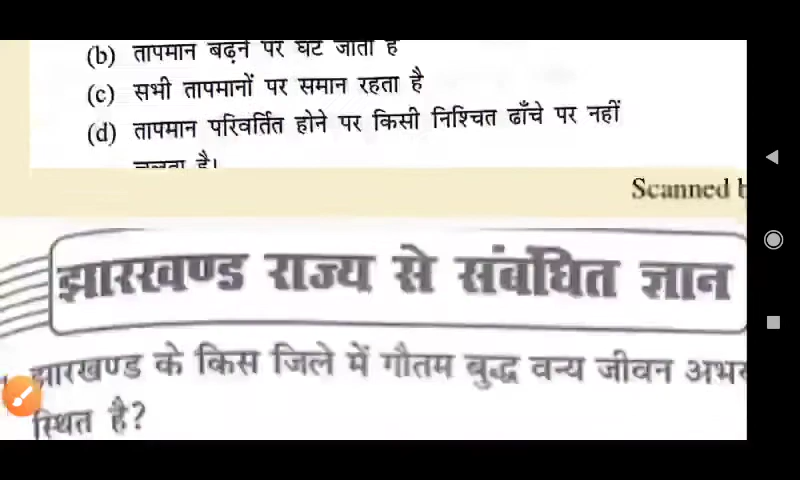 (b) तापमान बढ़ने पर घट जाता है
(c) सभी तापमानों पर समान रहता है
(d) तापमान परिवर्तित होने पर किसी निश्चित ढाँचे पर नहीं
चलता है।
Scanned
झारखण्ड राज्य से संबंधित ज्ञान
झारखण्ड के किस जिले में गौतम बुद्ध वन्य जीवन
स्थित है?